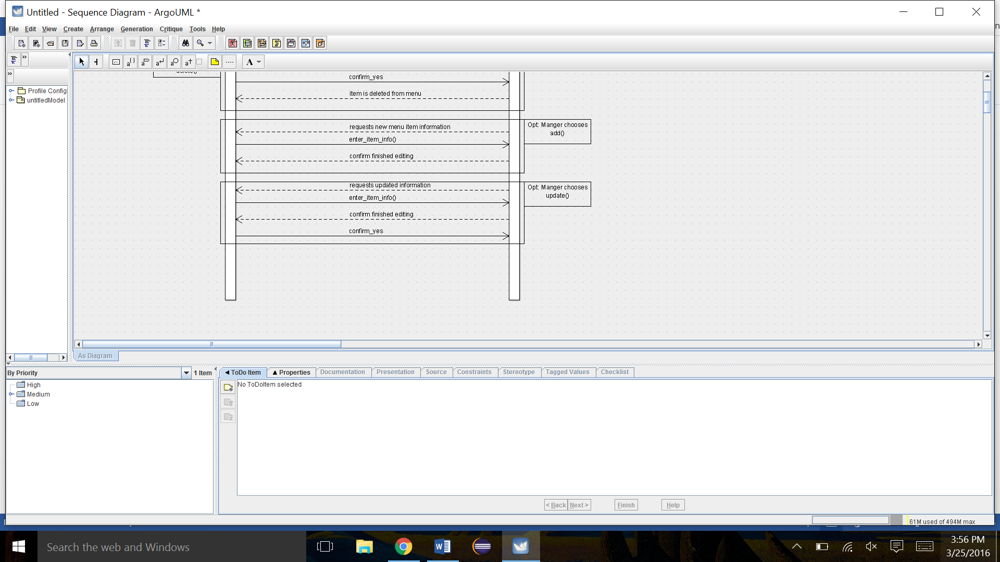 Untitled - Sequence Diagram - ArgoUML *
File Edit View Create Arrange Generation Critique Tools Help
confirm_yes
item is deleted from menu
requests new menu item information
enter_item_info()
confirm finished editing
Opt: Manger chooses
add()
requests updated information
enter_item_info()
confirm finished editing
confirm_yes
Opt: Manger chooses
update()
Profile Config
untitledModel
As Diagram
By Priority
1 Item
High
Medium
Low
ToDo Item Properties Documentation Presentation Source Constraints Stereotype Tagged Values Checklist
No ToDoItem selected
< Back Next > Finish Help
61M used of 494M max
Search the web and Windows
3:56 PM
3/25/2016